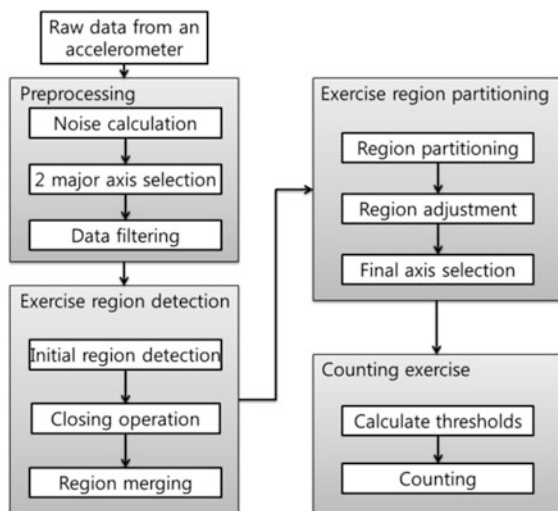 Raw data from an
accelerometer
Preprocessing
Noise calculation
2 major axis selection
Data filtering
Exercise region detection
Initial region detection
Closing operation
Region merging
Exercise region partitioning
Region partitioning
Region adjustment
Final axis selection
Counting exercise
Calculate thresholds
Counting